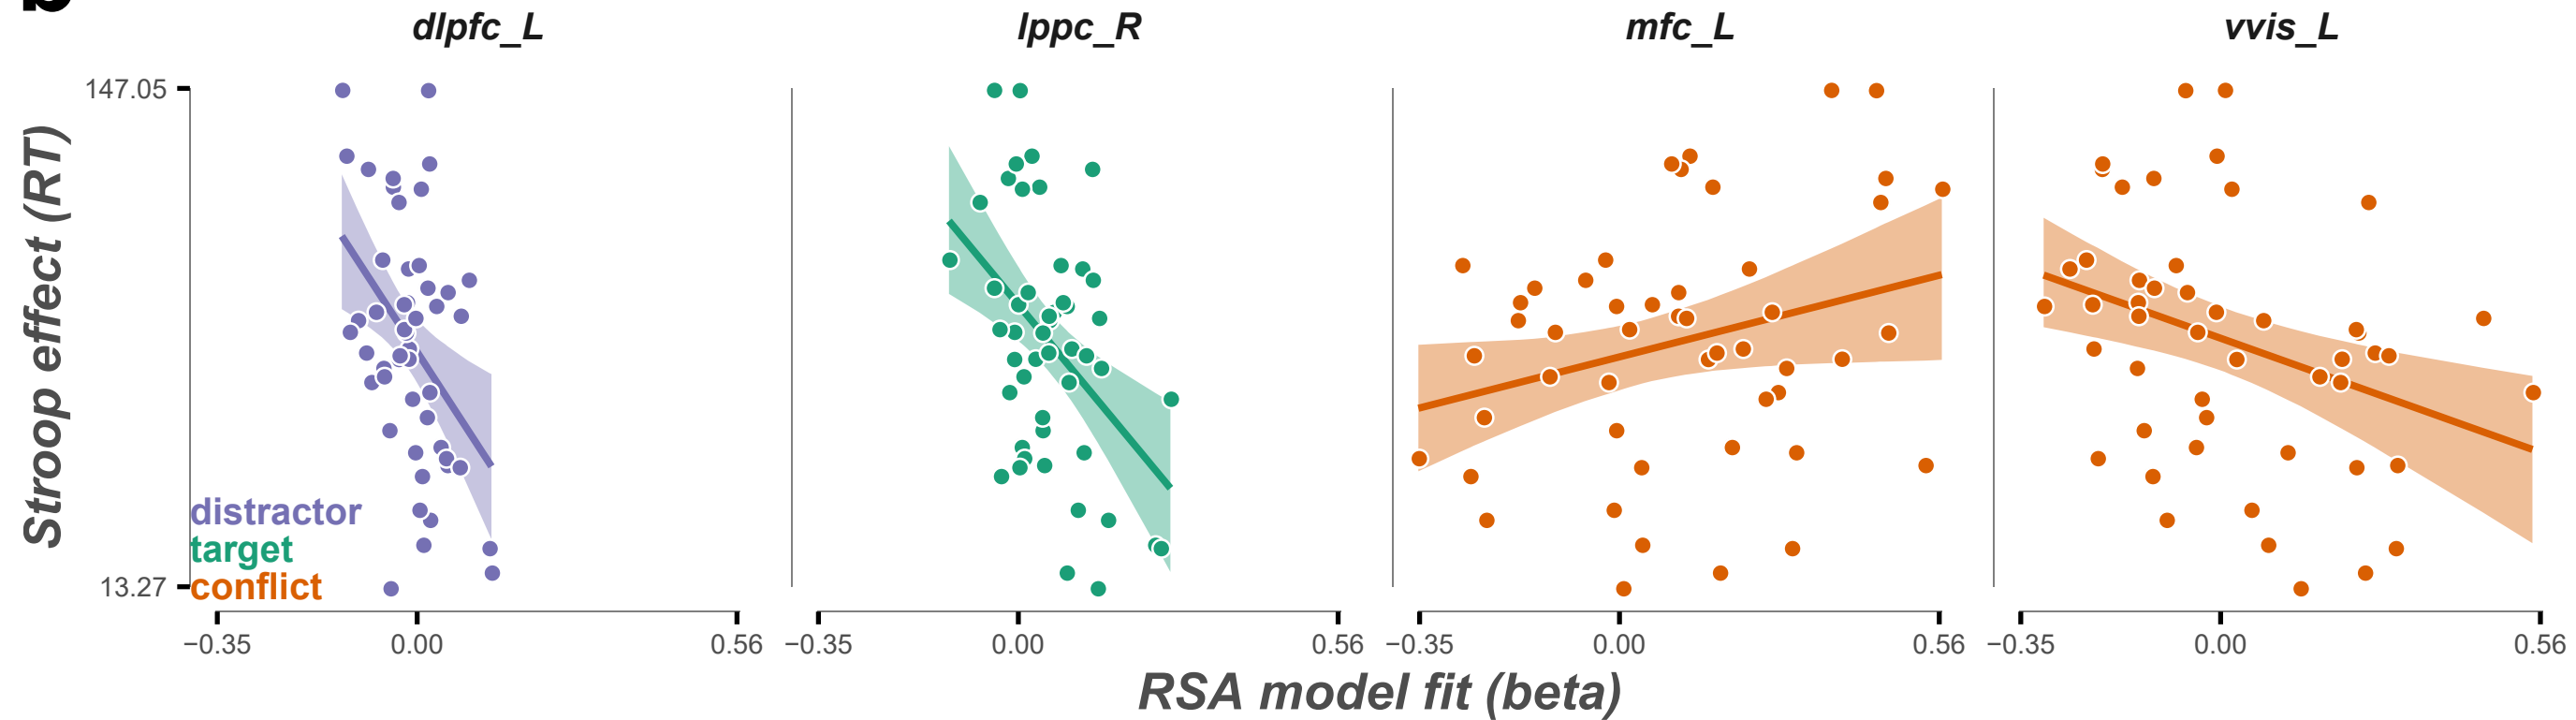 b
dlpfc_L lppc_R mfc_L vvis_L
147.05
Stroop effect (RT)
distractor
target
conflict
13.27
−0.35 0.00 0.56 −0.35 0.00 0.56 −0.35 0.00 0.56 −0.35 0.00 0.56
RSA model fit (beta)